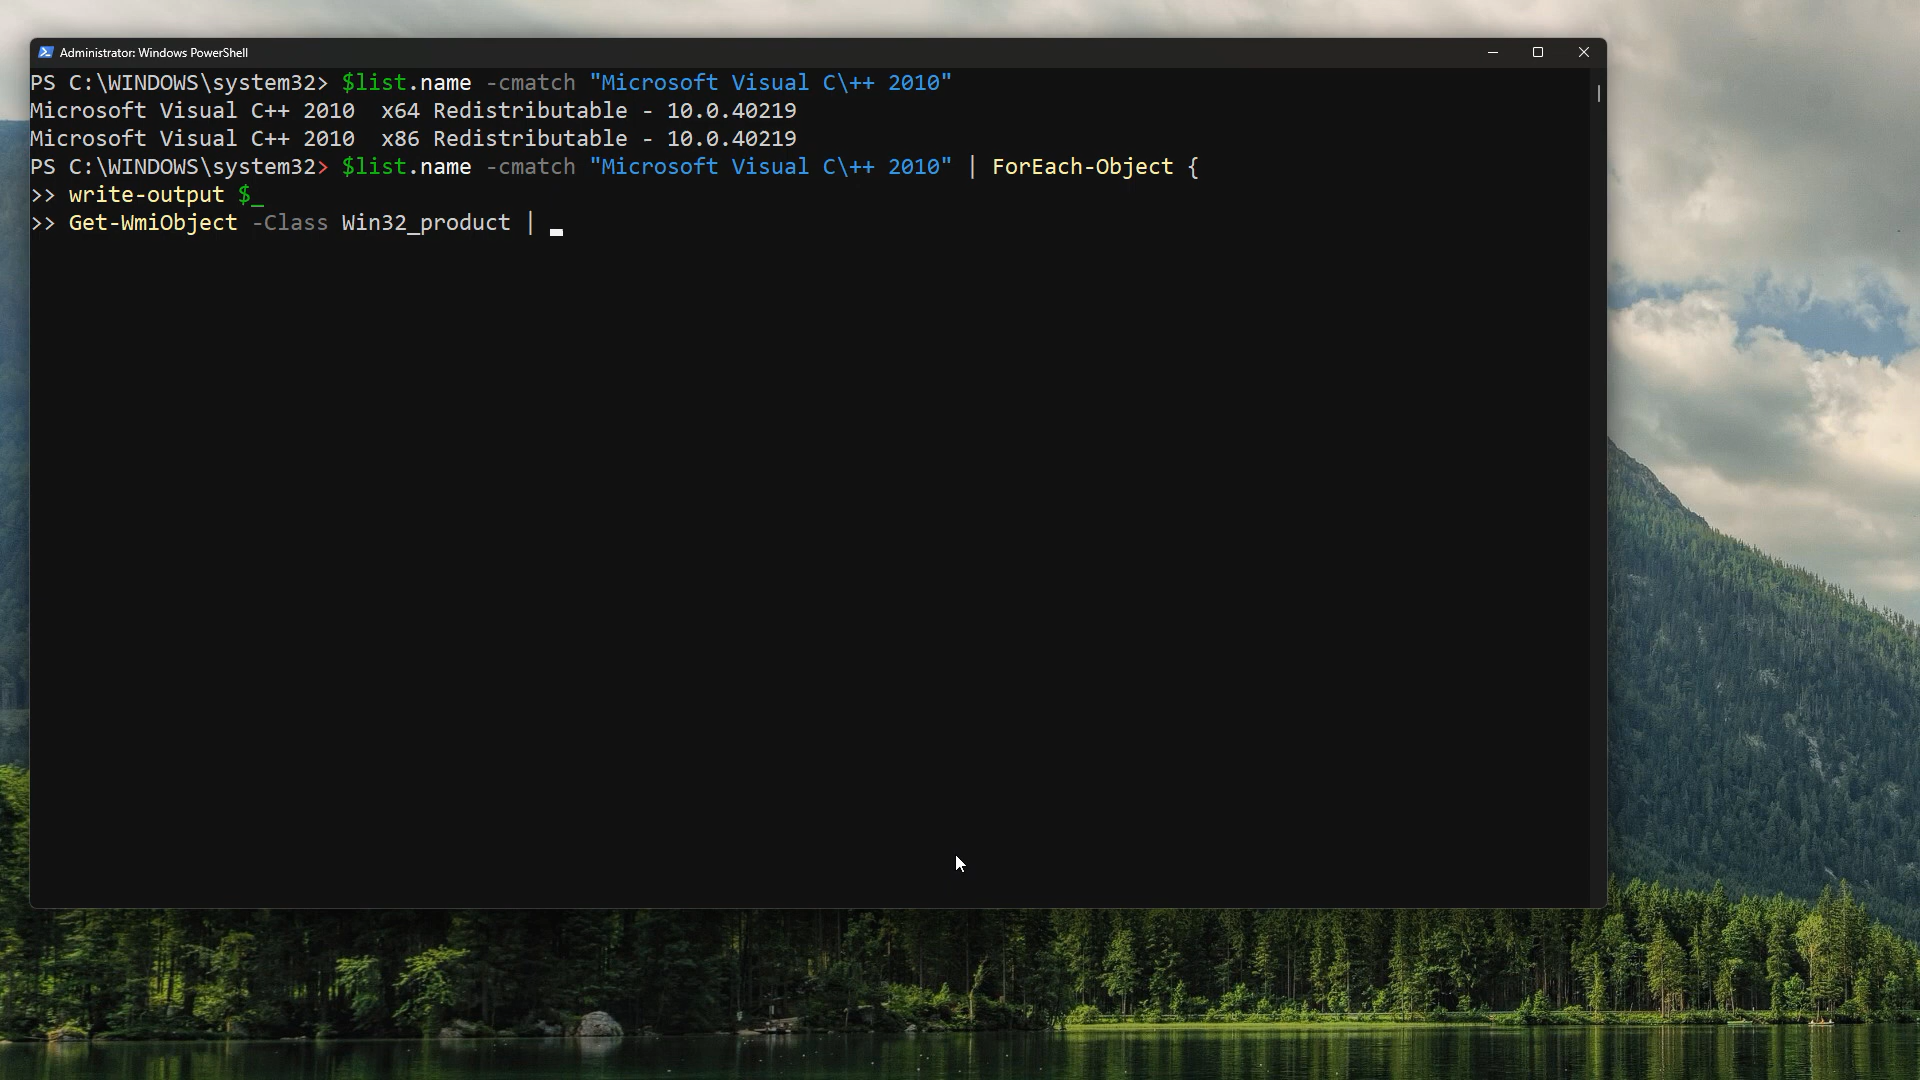 Administrator: Windows PowerShell
PS C:\WINDOWS\system32> $list.name -cmatch "Microsoft Visual C\++ 2010"
Microsoft Visual C++ 2010  x64 Redistributable - 10.0.40219
Microsoft Visual C++ 2010  x86 Redistributable - 10.0.40219
PS C:\WINDOWS\system32> $list.name -cmatch "Microsoft Visual C\++ 2010" | ForEach-Object {
>> write-output $_
>> Get-WmiObject -Class Win32_product |